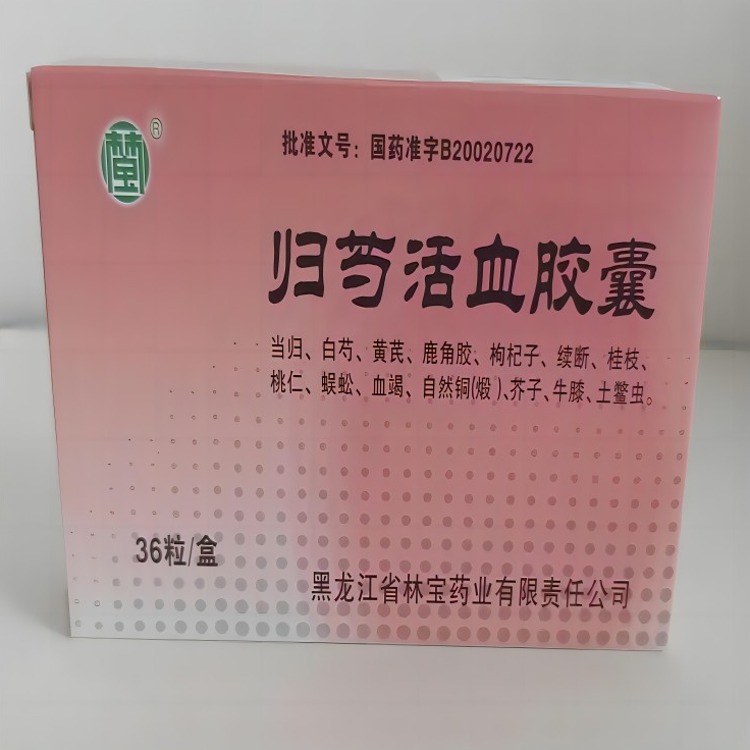 ®
批准文号：国药准字B20020722
归芍活血胶囊
当归、白芍、黄芪、鹿角胶、枸杞子、续断、桂枝、
桃仁、蜈蚣、血竭、自然铜(煅)、芥子、牛膝、土鳖虫。
36粒/盒
黑龙江省林宝药业有限责任公司